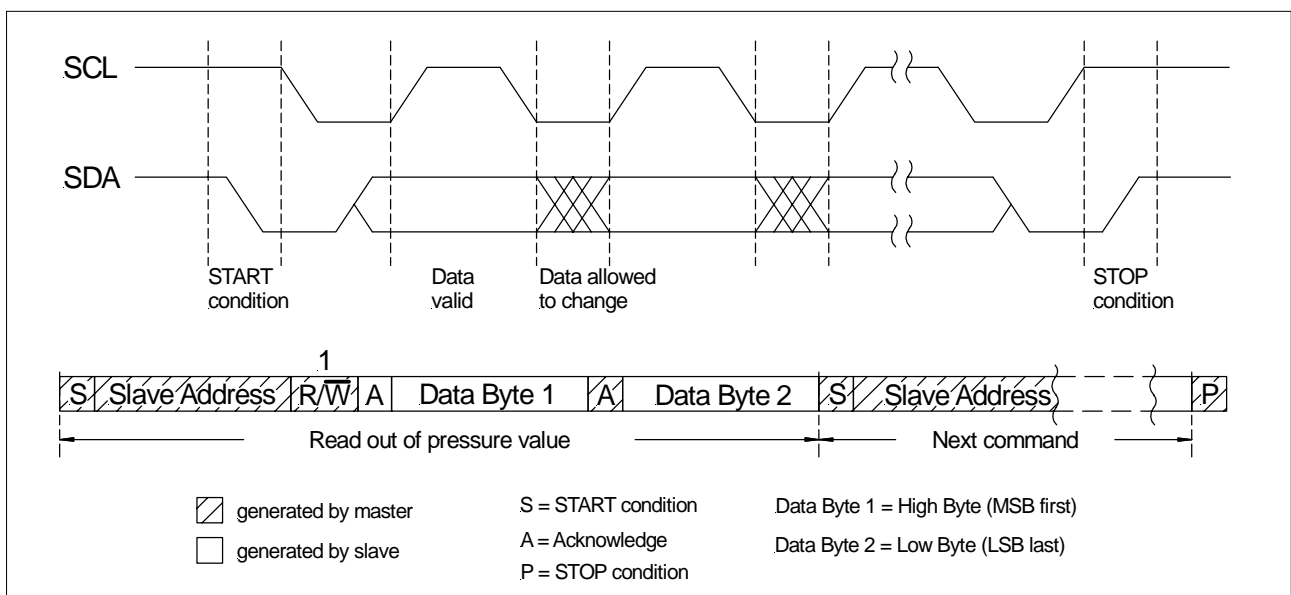 SCL
SDA
START
condition
Data
valid
Data allowed
to change
STOP
condition
1
S Slave Address R/W̅ A Data Byte 1 A Data Byte 2 S Slave Address P
Read out of pressure value Next command
generated by master
generated by slave
S = START condition
A = Acknowledge
P = STOP condition
Data Byte 1 = High Byte (MSB first)
Data Byte 2 = Low Byte (LSB last)